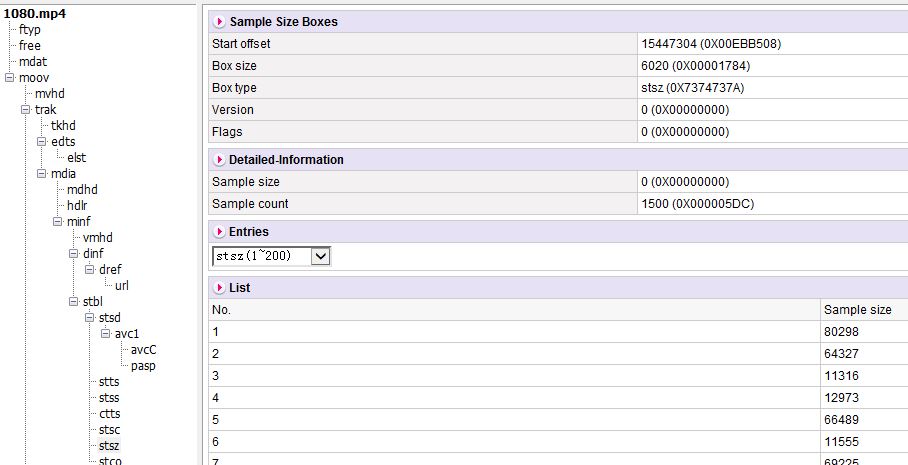 1080.mp4
ftyp
free
mdat
moov
mvhd
trak
tkhd
edts
elst
mdia
mdhd
hdlr
minf
vmhd
dinf
dref
url
stbl
stsd
avc1
avcC
pasp
stts
stss
ctts
stsc
stsz
stco
Sample Size Boxes
Start offset 15447304 (0X00EBB508)
Box size 6020 (0X00001784)
Box type stsz (0X7374737A)
Version 0 (0X00000000)
Flags 0 (0X00000000)
Detailed-Information
Sample size 0 (0X00000000)
Sample count 1500 (0X000005DC)
Entries
stsz(1~200)
List
No. Sample size
1 80298
2 64327
3 11316
4 12973
5 66489
6 11555
7 69225